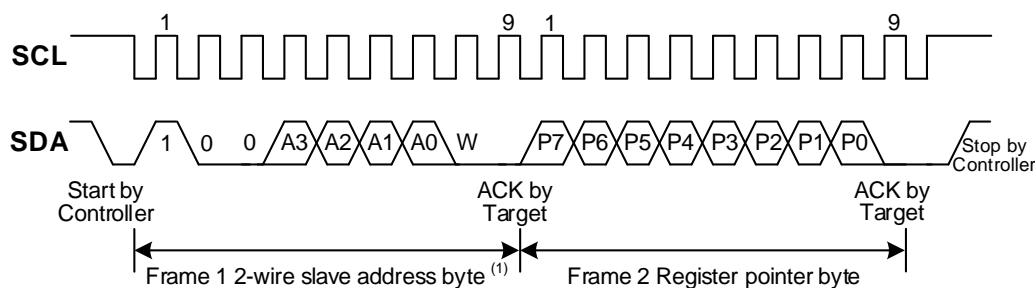 1 9 1 9
SCL
SDA 1 0 0 A3 A2 A1 A0 W P7 P6 P5 P4 P3 P2 P1 P0 Stop by
Controller
Start by ACK by ACK by
Controller Target Target
Frame 1 2-wire slave address byte (1) Frame 2 Register pointer byte